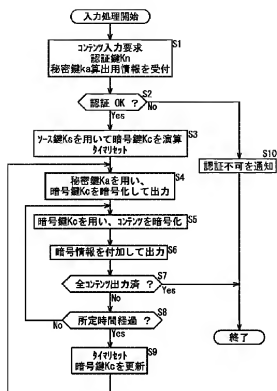 入力処理開始
S1
コンテンツ入力要求
認証鍵Kn
秘密鍵Ka算出用情報を受付
S2
認証 OK ?
No
Yes
S3
ソース鍵Ksを用いて暗号鍵Kcを演算
タイマリセット
S10
認証不可を通知
S4
秘密鍵Kaを用い、
暗号鍵Kcを暗号化して出力
S5
暗号鍵Kcを用い、コンテンツを暗号化
S6
暗号情報を付加して出力
S7
全コンテンツ出力済 ?
Yes
No
S8
所定時間経過 ?
No
Yes
終了
S9
タイマリセット
暗号鍵Kcを更新